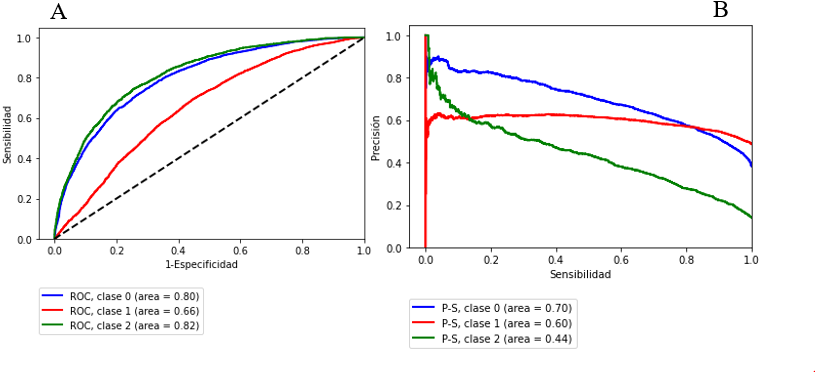 A
B
1.0
0.8
0.6
0.4
0.2
0.0
Sensibilidad
0.0 0.2 0.4 0.6 0.8 1.0
1-Especificidad
ROC, clase 0 (area = 0.80)
ROC, clase 1 (area = 0.66)
ROC, clase 2 (area = 0.82)
1.0
0.8
0.6
0.4
0.2
0.0
Precisión
0.0 0.2 0.4 0.6 0.8 1.0
Sensibilidad
P-S, clase 0 (area = 0.70)
P-S, clase 1 (area = 0.60)
P-S, clase 2 (area = 0.44)